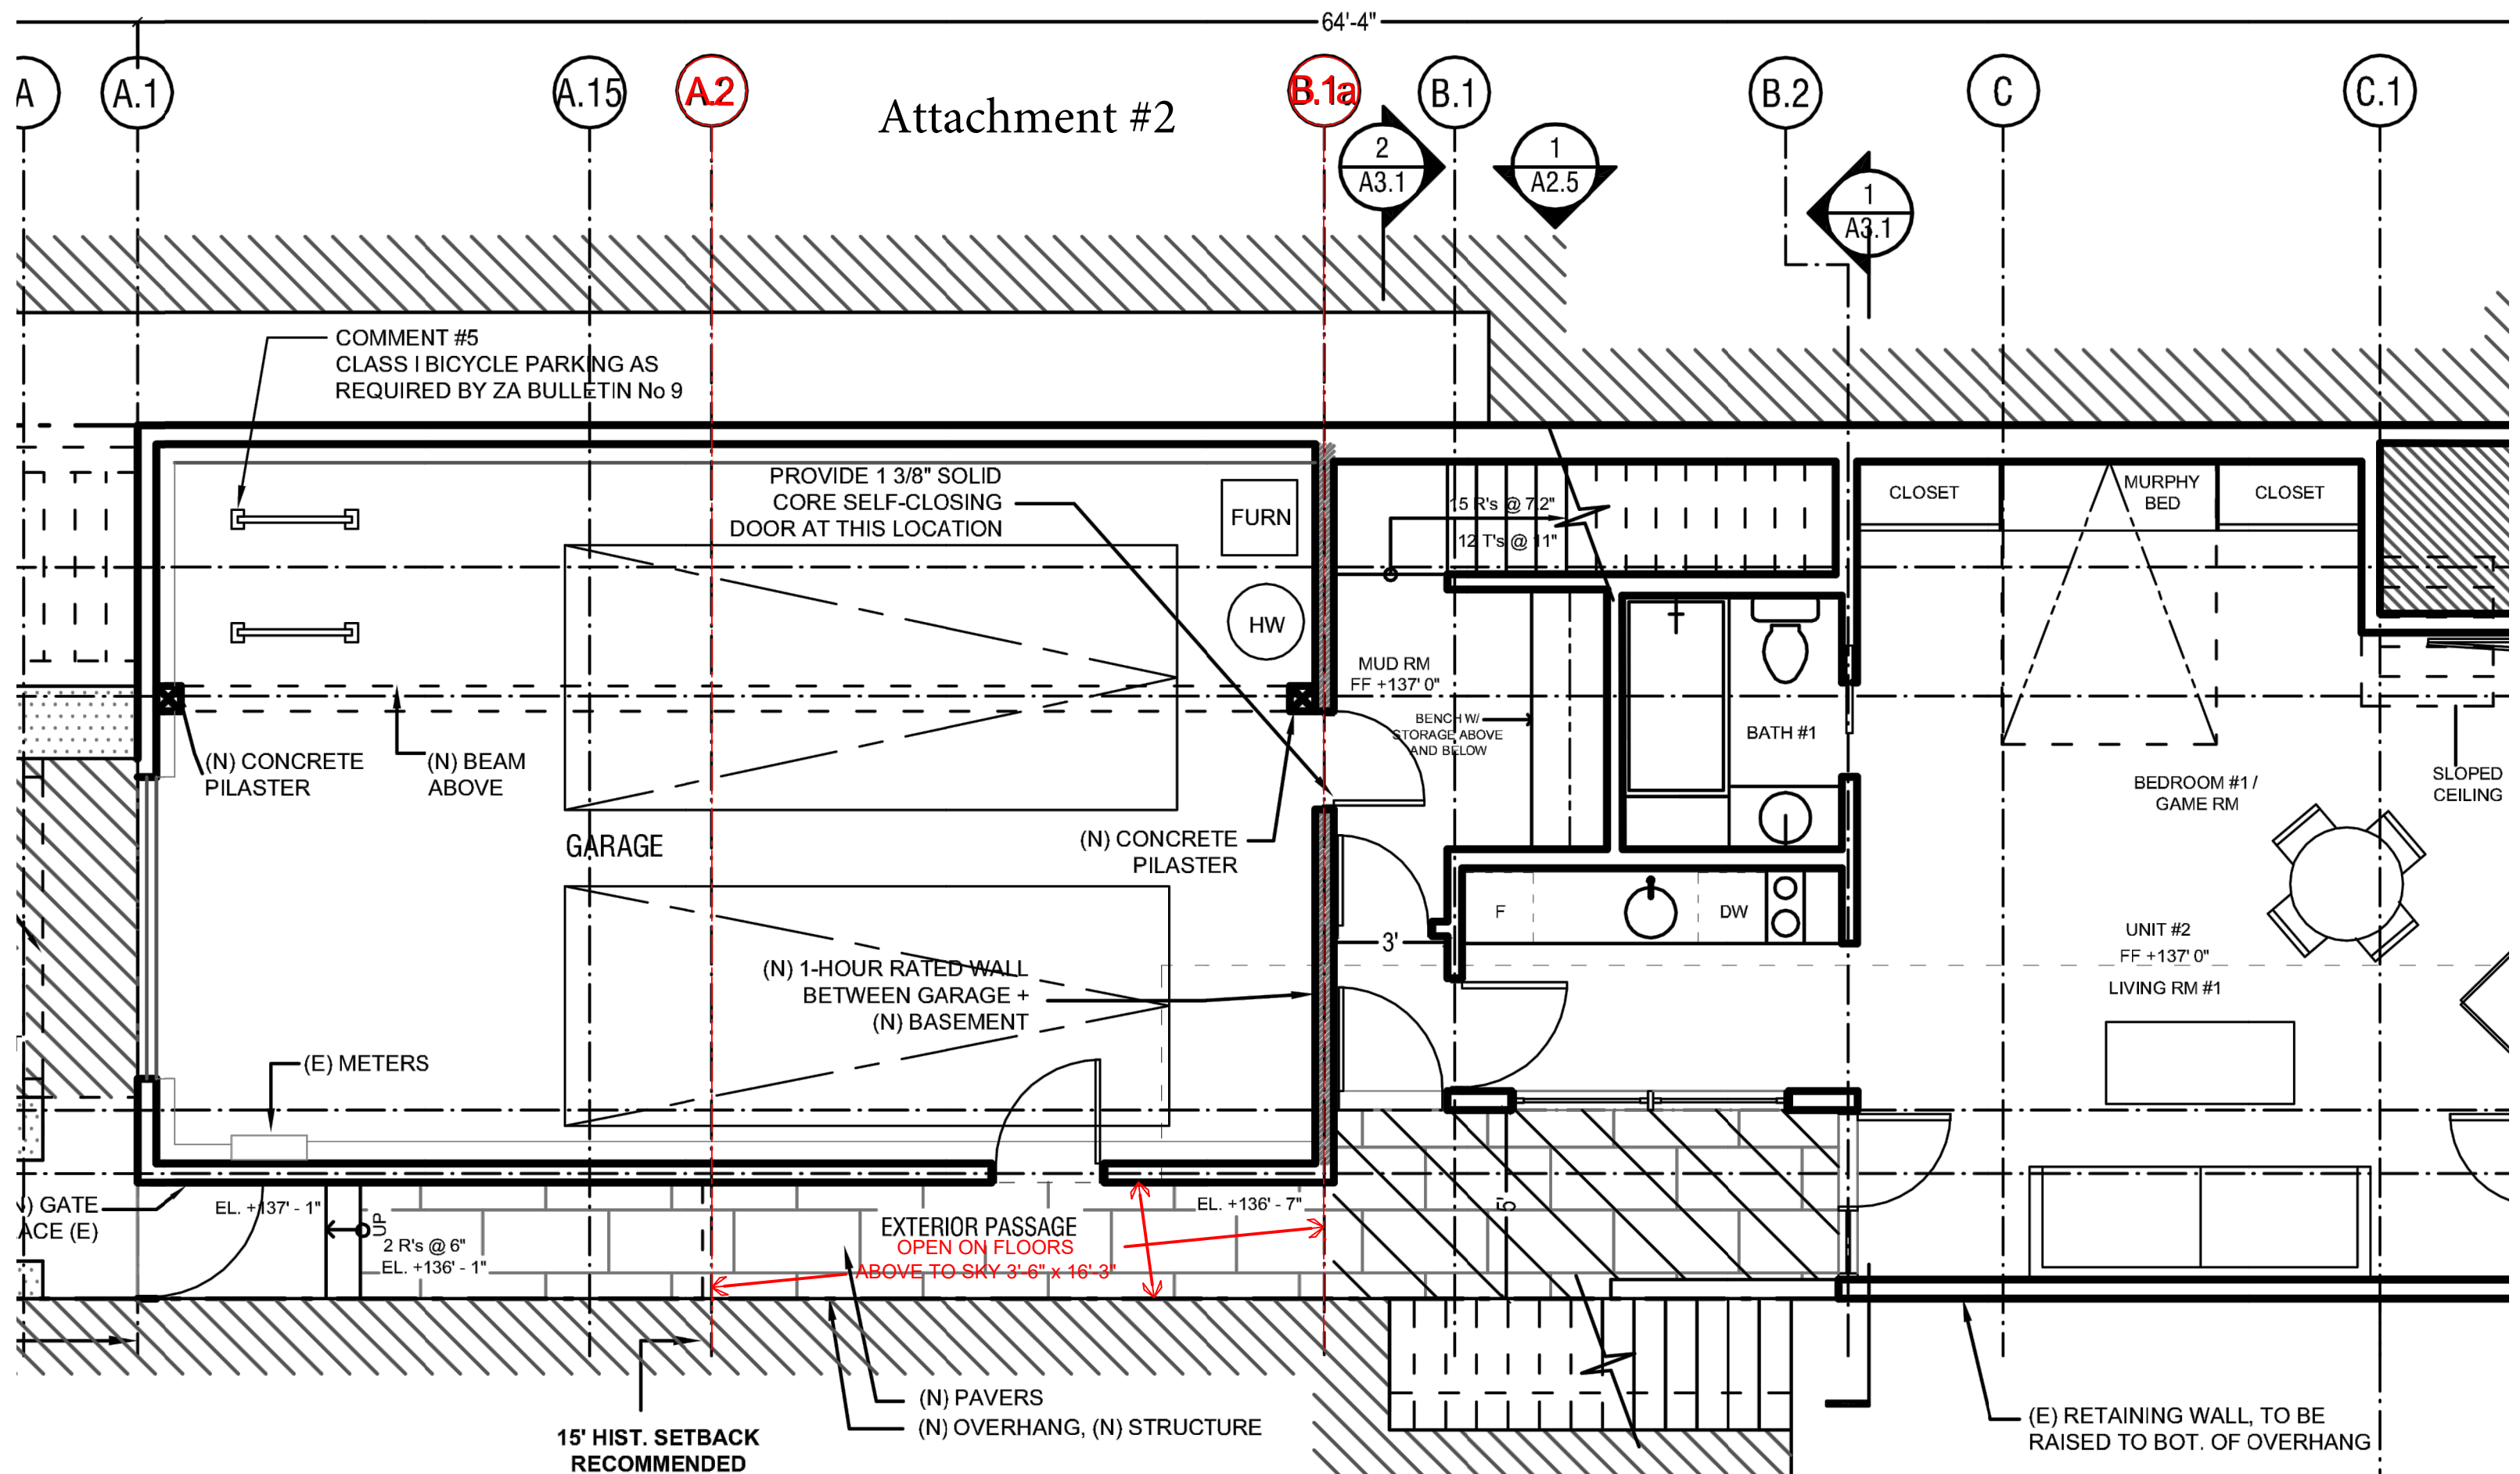 64'-4"
A
A.1
A.15
A.2
Attachment #2
B.1a
B.1
B.2
C
C.1
2
A3.1
1
A2.5
1
A3.1
COMMENT #5
CLASS I BICYCLE PARKING AS
REQUIRED BY ZA BULLETIN No 9
PROVIDE 1 3/8" SOLID
CORE SELF-CLOSING
DOOR AT THIS LOCATION
FURN
HW
15 R's @ 7.2"
12 T's @ 11"
CLOSET
MURPHY
BED
CLOSET
MUD RM
FF +137' 0"
BENCH W/
STORAGE ABOVE
AND BELOW
BATH #1
(N) CONCRETE
PILASTER
(N) BEAM
ABOVE
GARAGE
(N) CONCRETE
PILASTER
BEDROOM #1 /
GAME RM
SLOPED
CEILING
F
DW
3'
UNIT #2
FF +137' 0"
LIVING RM #1
(N) 1-HOUR RATED WALL
BETWEEN GARAGE +
(N) BASEMENT
(E) METERS
) GATE
ACE (E)
EL. +137' - 1"
UP
2 R's @ 6"
EL. +136' - 1"
EXTERIOR PASSAGE
OPEN ON FLOORS
ABOVE TO SKY 3'-6" x 16'-3"
EL. +136' - 7"
5'
(N) PAVERS
(N) OVERHANG, (N) STRUCTURE
15' HIST. SETBACK
RECOMMENDED
(E) RETAINING WALL, TO BE
RAISED TO BOT. OF OVERHANG